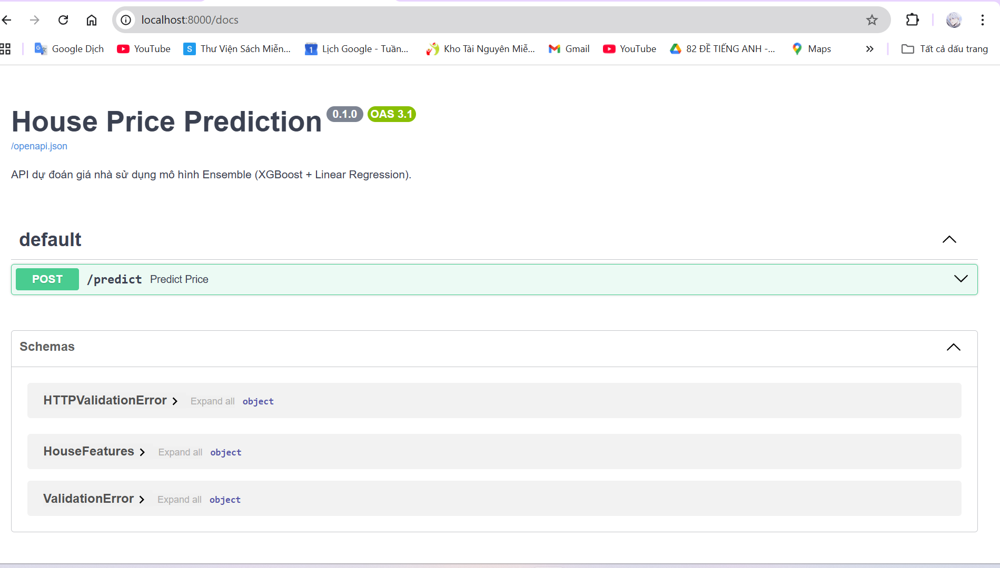 localhost:8000/docs
Google Dịch YouTube S Thư Viện Sách Miễn... 1 Lịch Google - Tuần... Kho Tài Nguyên Miễ... Gmail YouTube 82 ĐỀ TIẾNG ANH -... Maps Tất cả dấu trang
House Price Prediction 0.1.0 OAS 3.1
/openapi.json
API dự đoán giá nhà sử dụng mô hình Ensemble (XGBoost + Linear Regression).
default
POST /predict Predict Price
Schemas
HTTPValidationError Expand all object
HouseFeatures Expand all object
ValidationError Expand all object